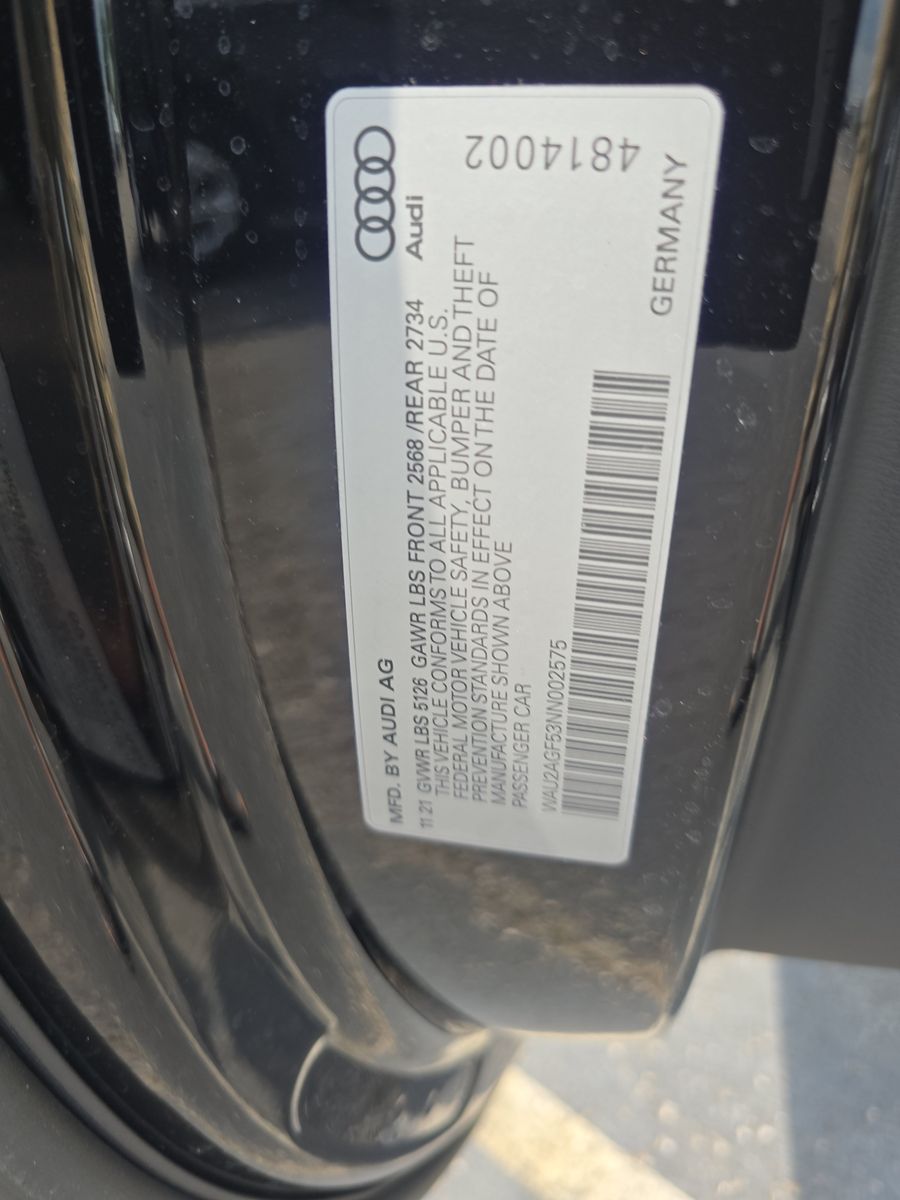 MFD. BY AUDI AG
Audi
11 21 GVWR LBS 5126 GAWR LBS FRONT 2568 /REAR 2734
THIS VEHICLE CONFORMS TO ALL APPLICABLE U.S.
FEDERAL MOTOR VEHICLE SAFETY, BUMPER AND THEFT
PREVENTION STANDARDS IN EFFECT ON THE DATE OF
MANUFACTURE SHOWN ABOVE
PASSENGER CAR
WAU2AGF53NN002575
GERMANY
4814002